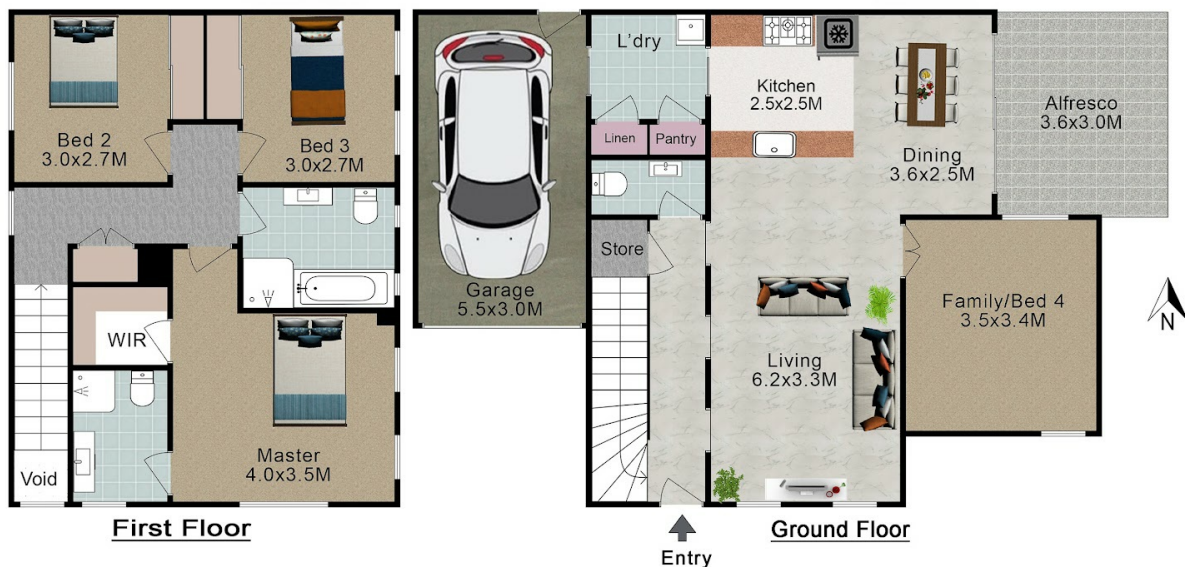 Bed 2
3.0x2.7M
Bed 3
3.0x2.7M
WIR
Master
4.0x3.5M
Void
First Floor
L'dry
Kitchen
2.5x2.5M
Linen
Pantry
Dining
3.6x2.5M
Alfresco
3.6x3.0M
Store
Garage
5.5x3.0M
Family/Bed 4
3.5x3.4M
Living
6.2x3.3M
N
Ground Floor
Entry